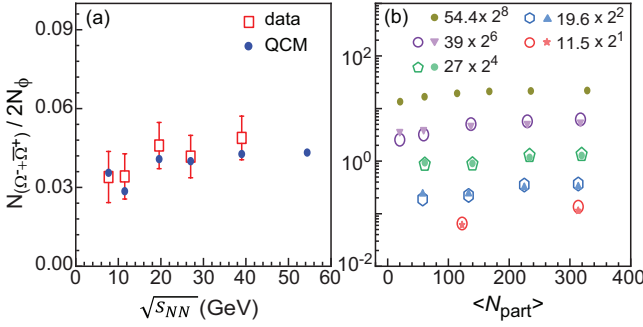 (a)
data
QCM
0.09
0.06
0.03
0.00
N(Ω⁻+Ω̅⁺) / 2Nϕ
0 10 20 30 40 50 60
√sNN (GeV)
(b)
54.4 x 2⁸
19.6 x 2²
39 x 2⁶
11.5 x 2¹
27 x 2⁴
10²
10⁰
10⁻²
0 100 200 300 400
<Npart>